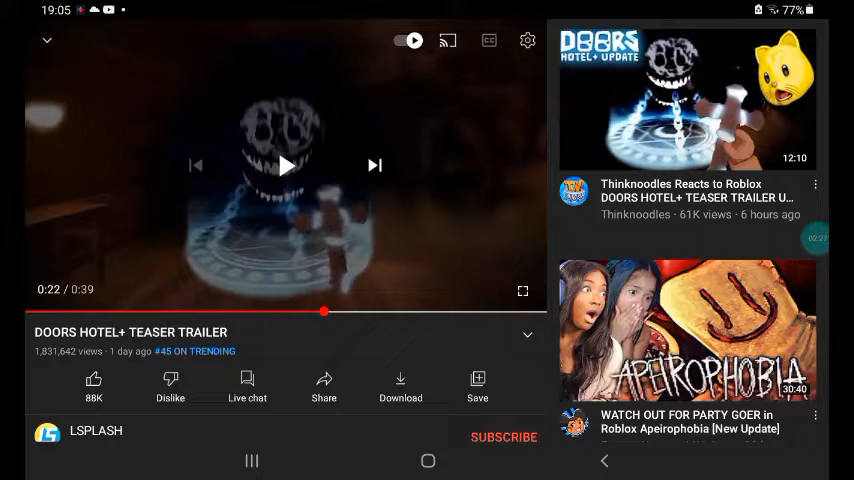 19:05
77%
CC
0:22 / 0:39
DOORS HOTEL+ TEASER TRAILER
1,831,642 views · 1 day ago #45 ON TRENDING
88K
Dislike
Live chat
Share
Download
Save
LSPLASH
SUBSCRIBE
DOORS
HOTEL+ UPDATE
12:10
Thinknoodles Reacts to Roblox
DOORS HOTEL+ TEASER TRAILER U...
Thinknoodles · 61K views · 6 hours ago
02:27
APEIROPHOBIA
30:40
WATCH OUT FOR PARTY GOER in
Roblox Apeirophobia [New Update]